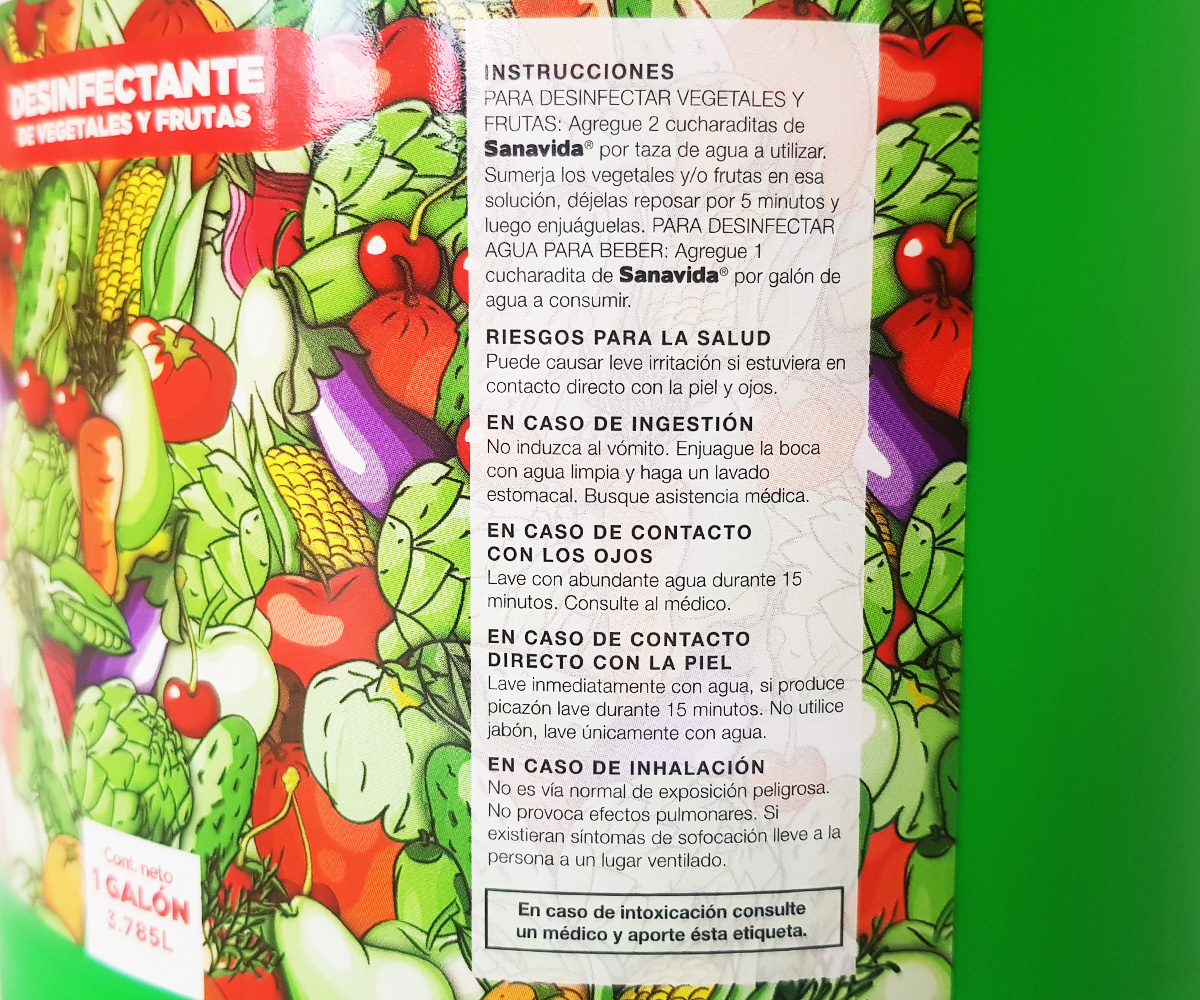 DESINFECTANTE
DE VEGETALES Y FRUTAS
INSTRUCCIONES
PARA DESINFECTAR VEGETALES Y
FRUTAS: Agregue 2 cucharaditas de
Sanavida® por taza de agua a utilizar.
Sumerja los vegetales y/o frutas en esa
solución, déjelas reposar por 5 minutos y
luego enjuáguelas. PARA DESINFECTAR
AGUA PARA BEBER: Agregue 1
cucharadita de Sanavida® por galón de
agua a consumir.
RIESGOS PARA LA SALUD
Puede causar leve irritación si estuviera en
contacto directo con la piel y ojos.
EN CASO DE INGESTIÓN
No induzca al vómito. Enjuague la boca
con agua limpia y haga un lavado
estomacal. Busque asistencia médica.
EN CASO DE CONTACTO
CON LOS OJOS
Lave con abundante agua durante 15
minutos. Consulte al médico.
EN CASO DE CONTACTO
DIRECTO CON LA PIEL
Lave inmediatamente con agua, si produce
picazón lave durante 15 minutos. No utilice
jabón, lave únicamente con agua.
EN CASO DE INHALACIÓN
No es vía normal de exposición peligrosa.
No provoca efectos pulmonares. Si
existieran síntomas de sofocación lleve a la
persona a un lugar ventilado.
En caso de intoxicación consulte
un médico y aporte ésta etiqueta.
Cont. neto
1 GALÓN
3.785L